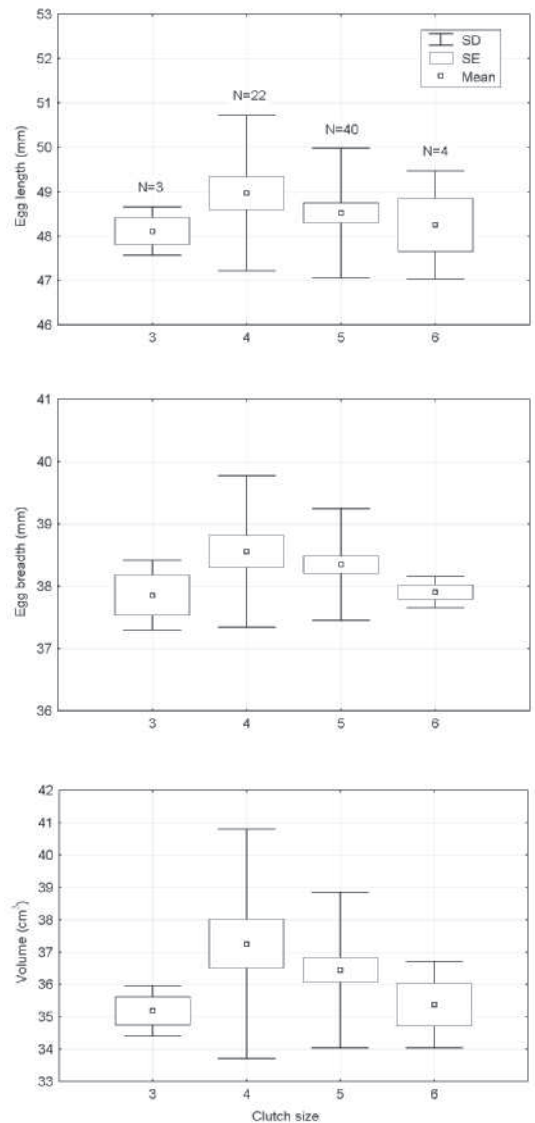 53
52
51
50
49
48
47
46
Egg length (mm)
SD
SE
Mean
N=3
N=22
N=40
N=4
3 4 5 6
41
40
39
38
37
36
Egg breadth (mm)
3 4 5 6
42
41
40
39
38
37
36
35
34
33
Volume (cm³)
3 4 5 6
Clutch size